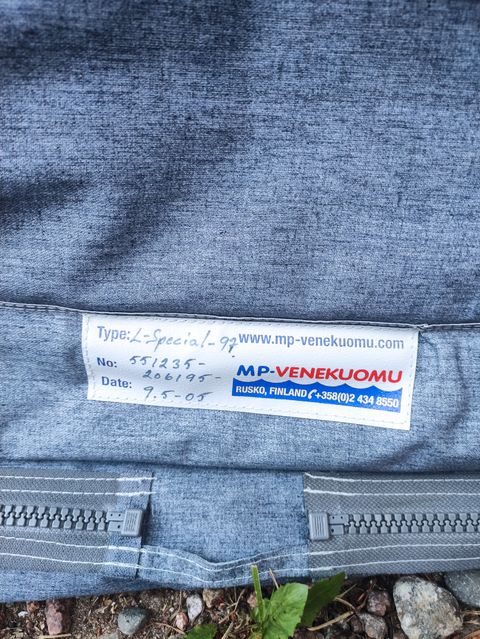 Type: L-Special-97 www.mp-venekuomu.com
No: 551235-
206195-
Date: 9.5-05
MP-VENEKUOMU
RUSKO, FINLAND +358(0)2 434 8550